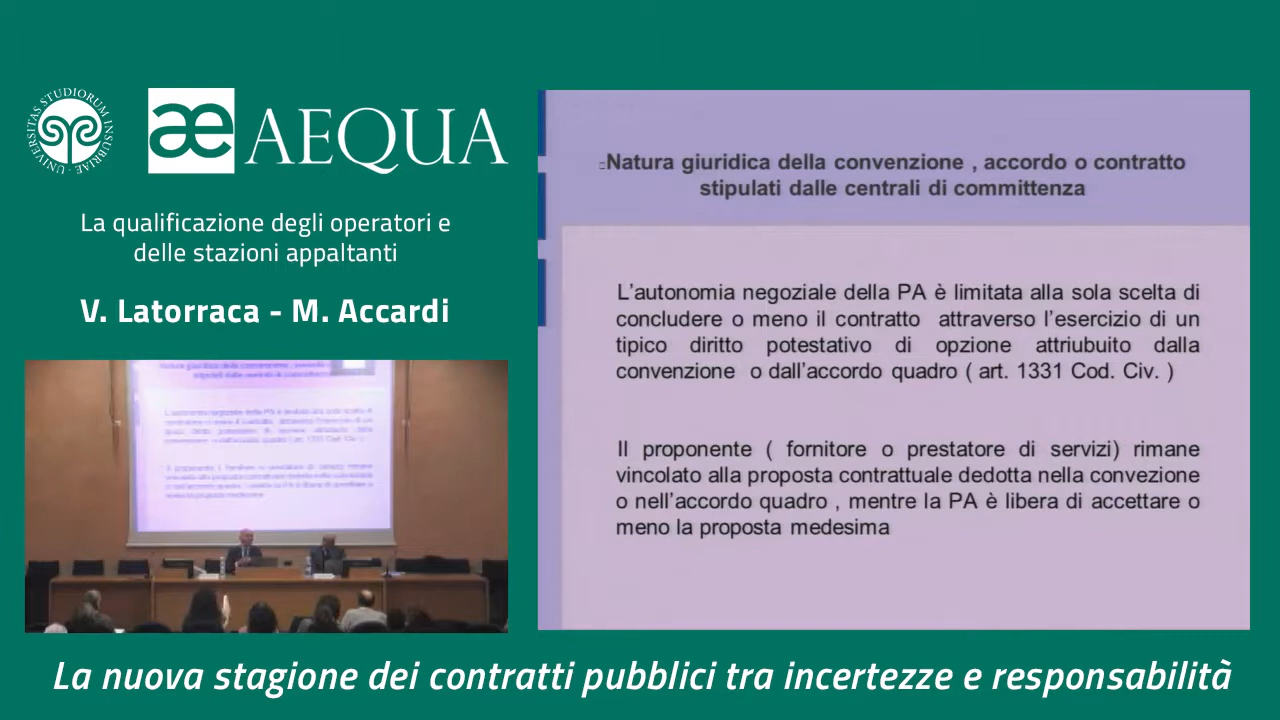 UNIVERSITAS STUDIORUM INSUBRIAE
æ AEQUA
La qualificazione degli operatori e
delle stazioni appaltanti
V. Latorraca - M. Accardi
Natura giuridica della convenzione , accordo o contratto
stipulati dalle centrali di committenza
L'autonomia negoziale della PA è limitata alla sola scelta di
concludere o meno il contratto attraverso l'esercizio di un
tipico diritto potestativo di opzione attriubuito dalla
convenzione o dall'accordo quadro ( art. 1331 Cod. Civ. )
Il proponente ( fornitore o prestatore di servizi) rimane
vincolato alla proposta contrattuale dedotta nella convezione
o nell'accordo quadro , mentre la PA è libera di accettare o
meno la proposta medesima
La nuova stagione dei contratti pubblici tra incertezze e responsabilità